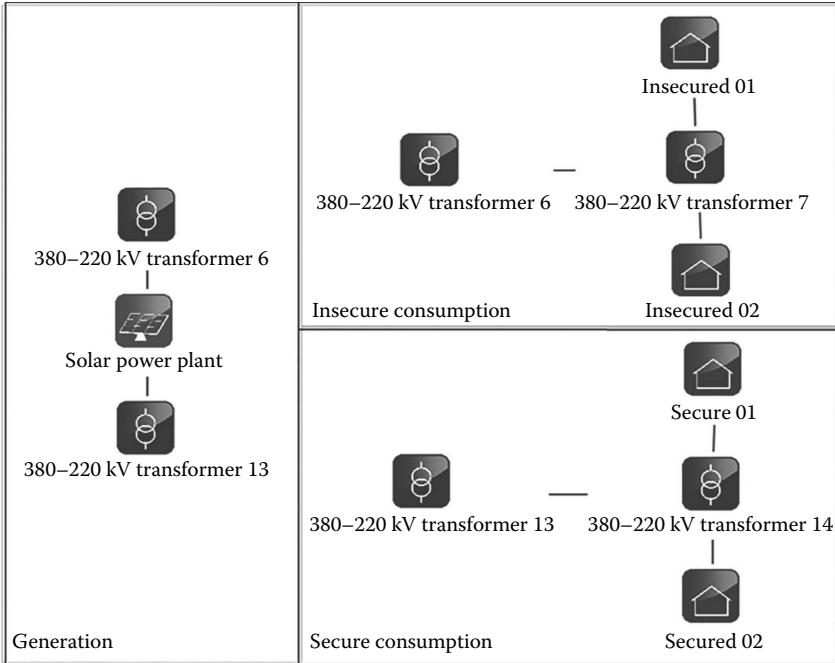 380–220 kV transformer 6
Solar power plant
380–220 kV transformer 13
Generation
Insecured 01
380–220 kV transformer 6
380–220 kV transformer 7
Insecure consumption
Insecured 02
Secure 01
380–220 kV transformer 13
380–220 kV transformer 14
Secure consumption
Secured 02